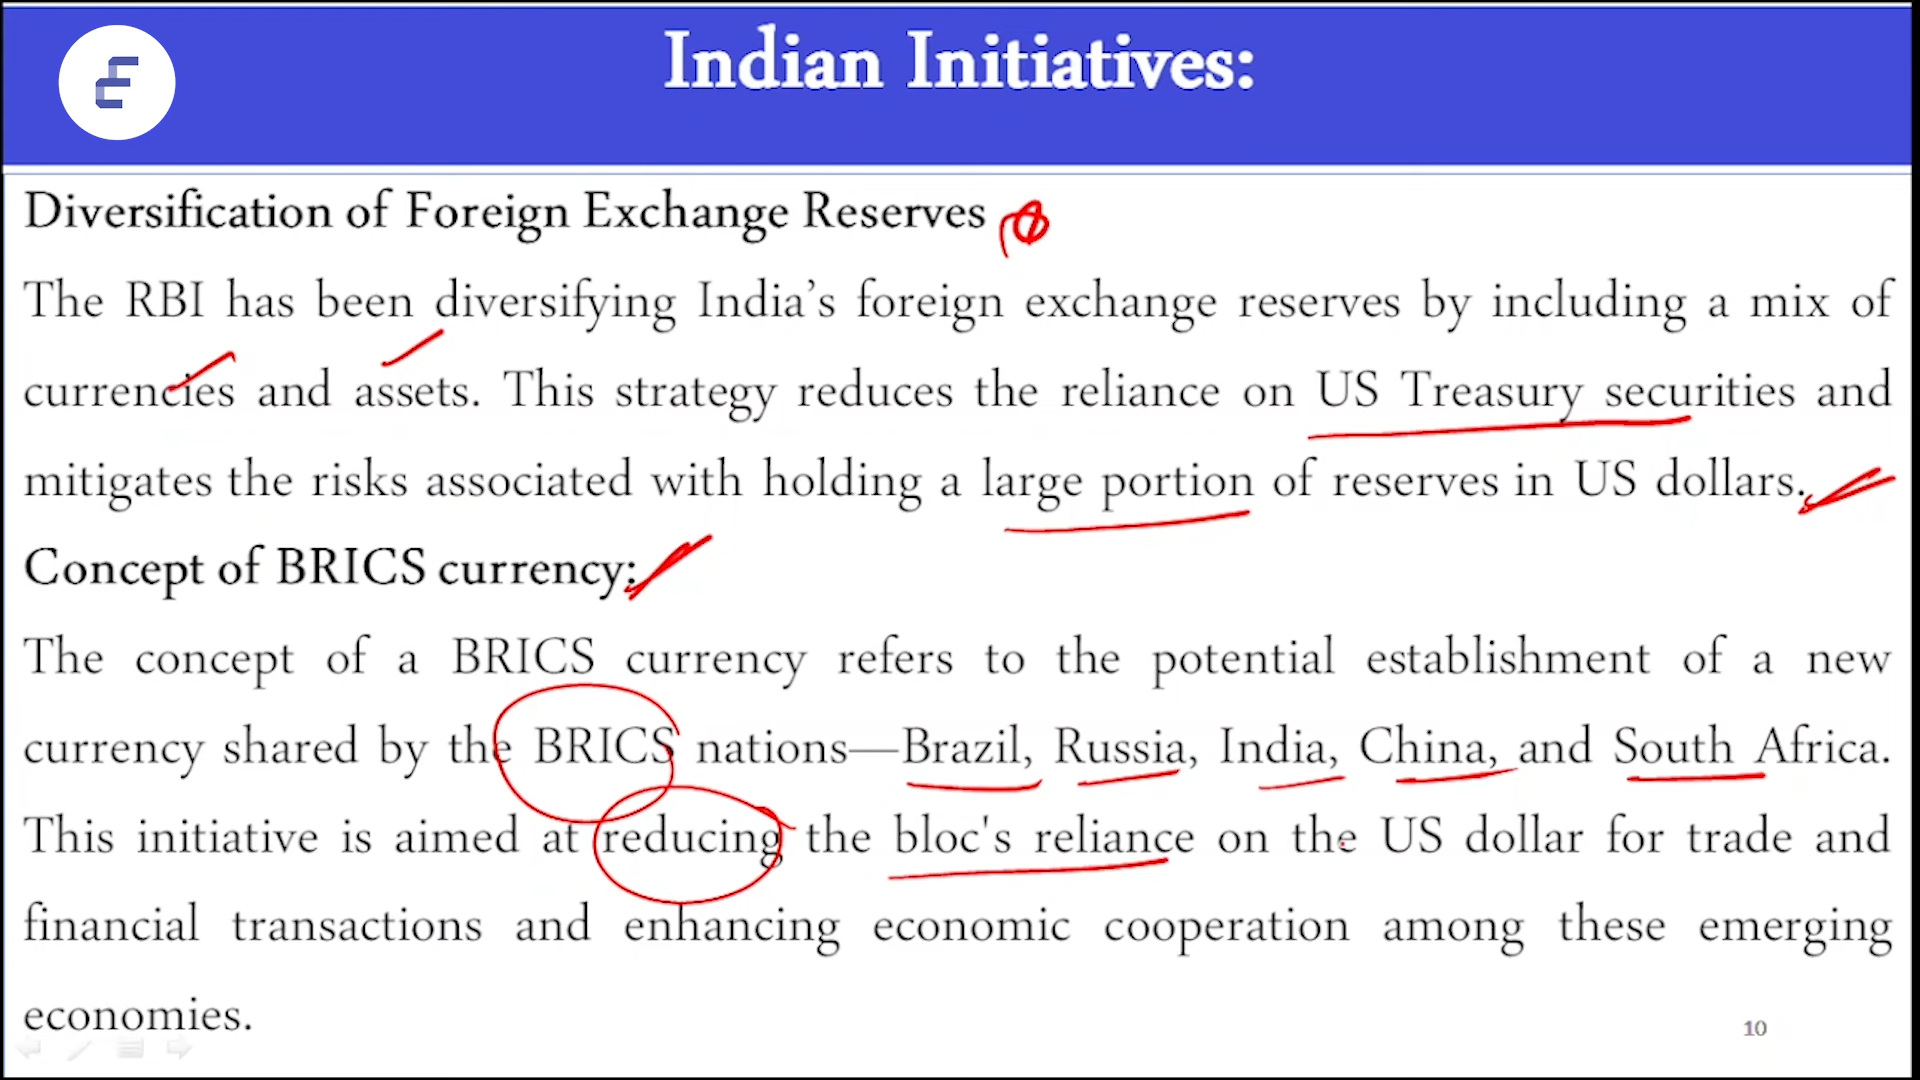 Indian Initiatives:
Diversification of Foreign Exchange Reserves
The RBI has been diversifying India’s foreign exchange reserves by including a mix of
currencies and assets. This strategy reduces the reliance on US Treasury securities and
mitigates the risks associated with holding a large portion of reserves in US dollars.
Concept of BRICS currency:
The concept of a BRICS currency refers to the potential establishment of a new
currency shared by the BRICS nations—Brazil, Russia, India, China, and South Africa.
This initiative is aimed at reducing the bloc's reliance on the US dollar for trade and
financial transactions and enhancing economic cooperation among these emerging
economies.
10